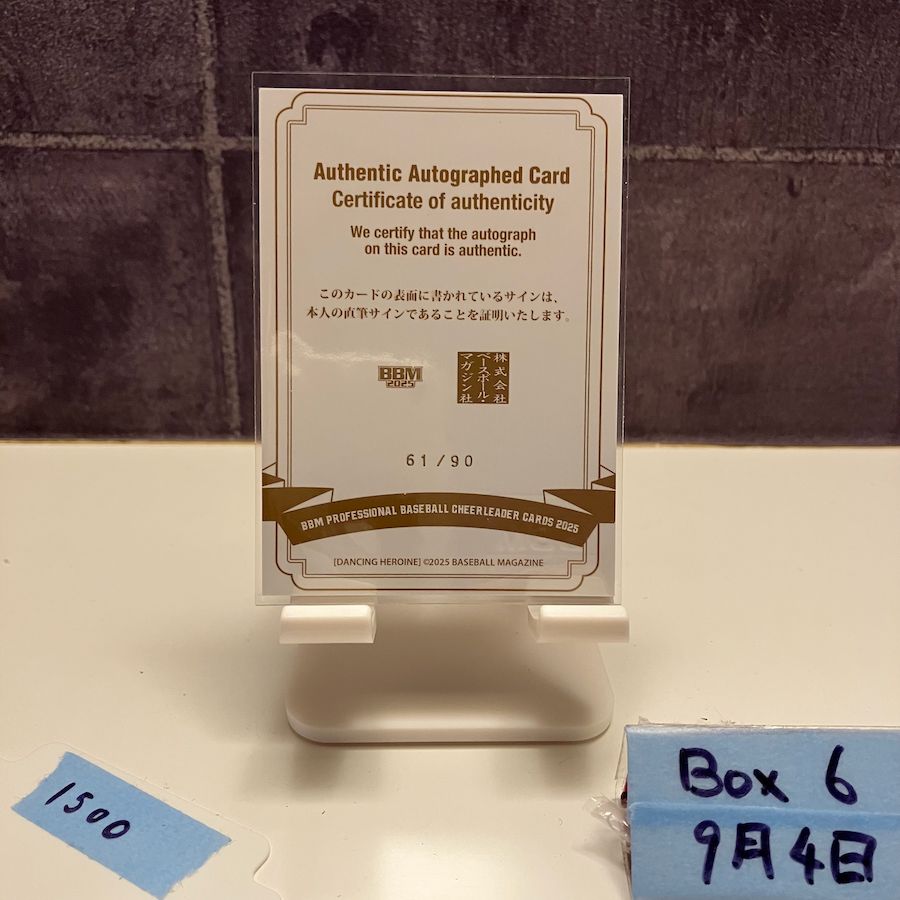 Authentic Autographed Card
Certificate of authenticity
We certify that the autograph
on this card is authentic.
このカードの表面に書かれているサインは、
本人の直筆サインであることを証明いたします。
BBM
2025
株式会社
ベースボール・
マガジン社
61/90
BBM PROFESSIONAL BASEBALL CHEERLEADER CARDS 2025
[DANCING HEROINE] ©2025 BASEBALL MAGAZINE
1500
Box 6
9月4日